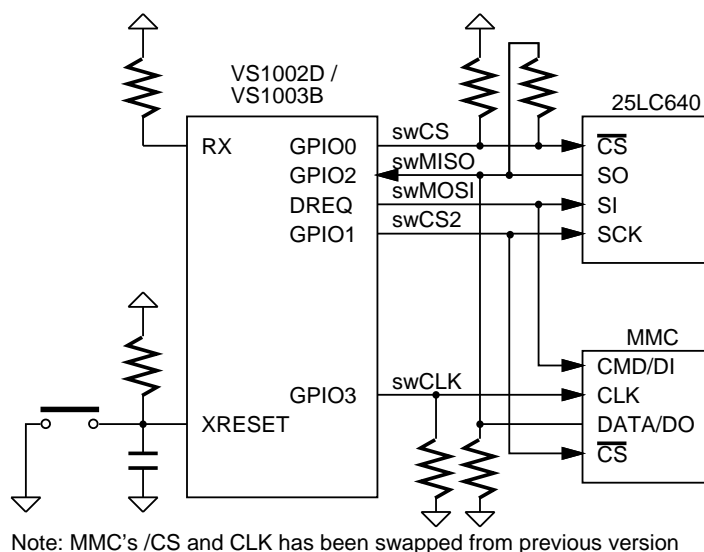 VS1002D /
VS1003B
25LC640
RX
GPIO0
swCS
CS
GPIO2
swMISO
SO
DREQ
swMOSI
SI
GPIO1
swCS2
SCK
MMC
CMD/DI
GPIO3
swCLK
CLK
XRESET
DATA/DO
CS
Note: MMC's /CS and CLK has been swapped from previous version